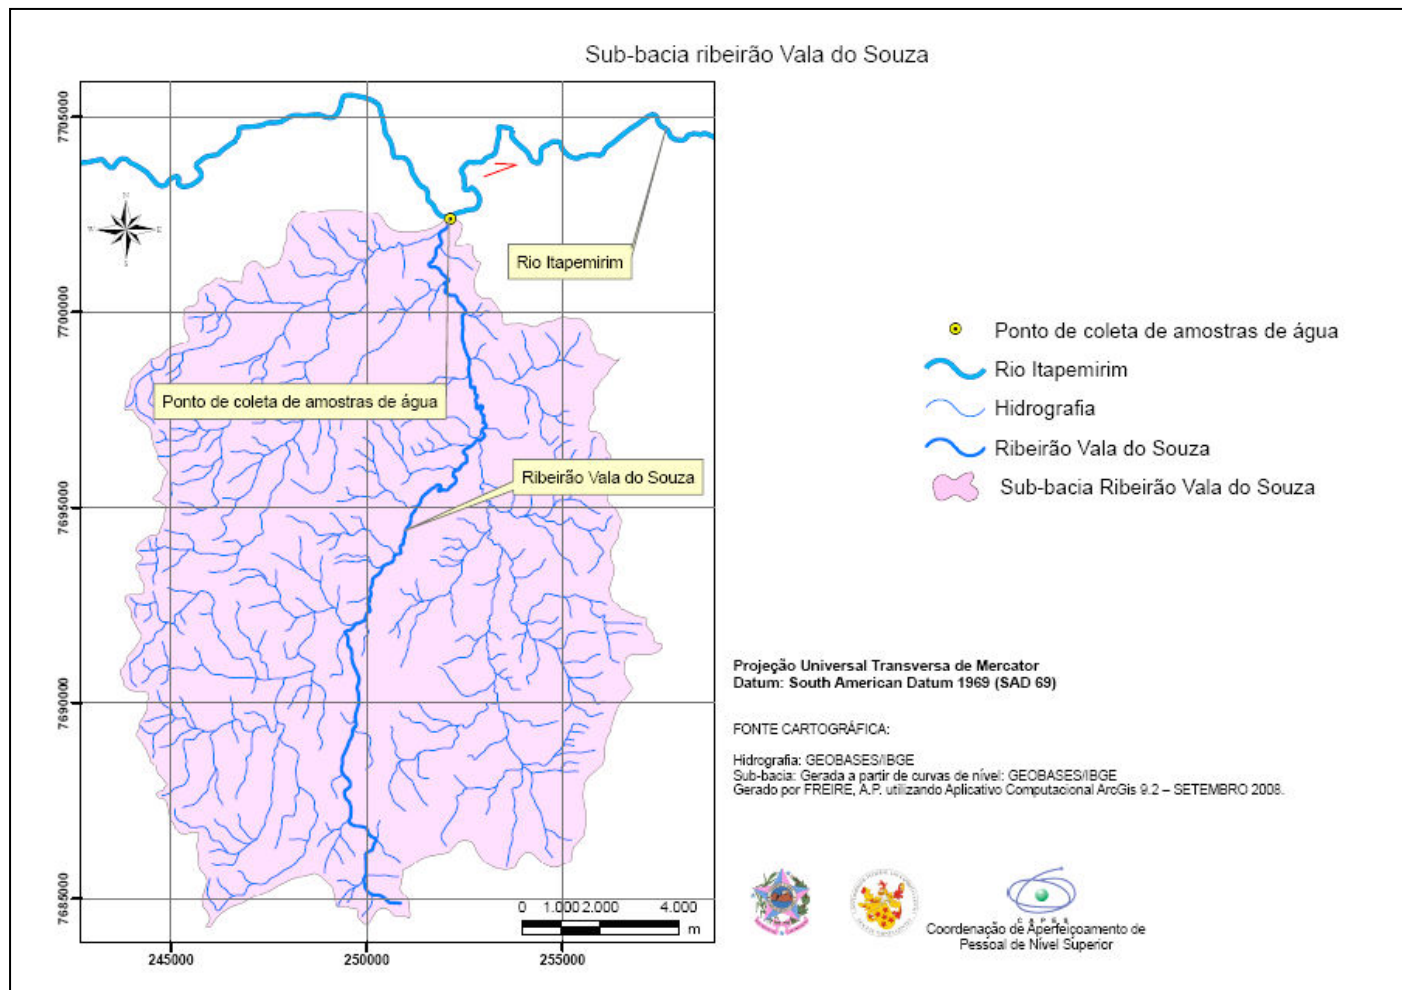 Sub-bacia ribeirão Vala do Souza
7705000
7700000
7695000
7690000
7685000
N
W
E
S
Rio Itapemirim
Ponto de coleta de amostras de água
Ribeirão Vala do Souza
0 1.000 2.000 4.000
m
245000
250000
255000
Ponto de coleta de amostras de água
Rio Itapemirim
Hidrografia
Ribeirão Vala do Souza
Sub-bacia Ribeirão Vala do Souza
Projeção Universal Transversa de Mercator
Datum: South American Datum 1969 (SAD 69)
FONTE CARTOGRÁFICA:
Hidrografia: GEOBASES/IBGE
Sub-bacia: Gerada a partir de curvas de nível: GEOBASES/IBGE
Gerado por FREIRE, A.P. utilizando Aplicativo Computacional ArcGis 9.2 – SETEMBRO 2008.
C A P E S
Coordenação de Aperfeiçoamento de
Pessoal de Nível Superior